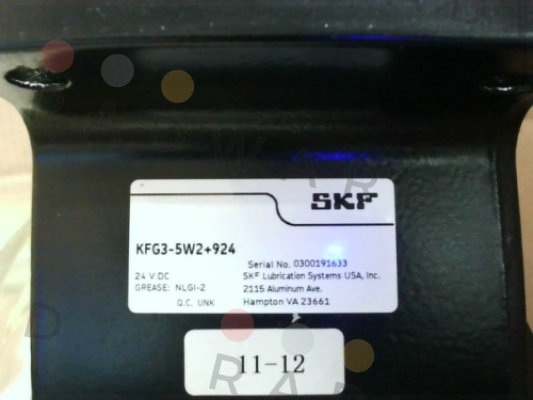 SKF
KFG3-5W2+924
Serial No. 0300191633
24 V DC SKF Lubrication Systems USA, Inc.
GREASE: NLGI-2 2115 Aluminum Ave.
Q.C. UNK Hampton VA 23661
11-12